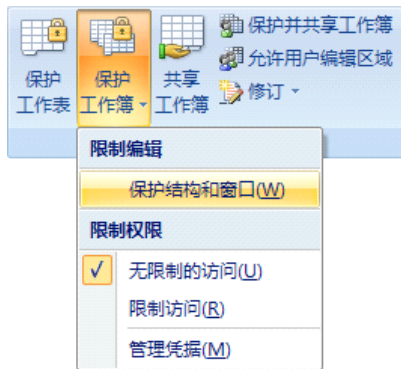 保护
工作表
保护
工作簿
共享
工作簿
保护并共享工作簿
允许用户编辑区域
修订
限制编辑
保护结构和窗口(W)
限制权限
无限制的访问(U)
限制访问(R)
管理凭据(M)